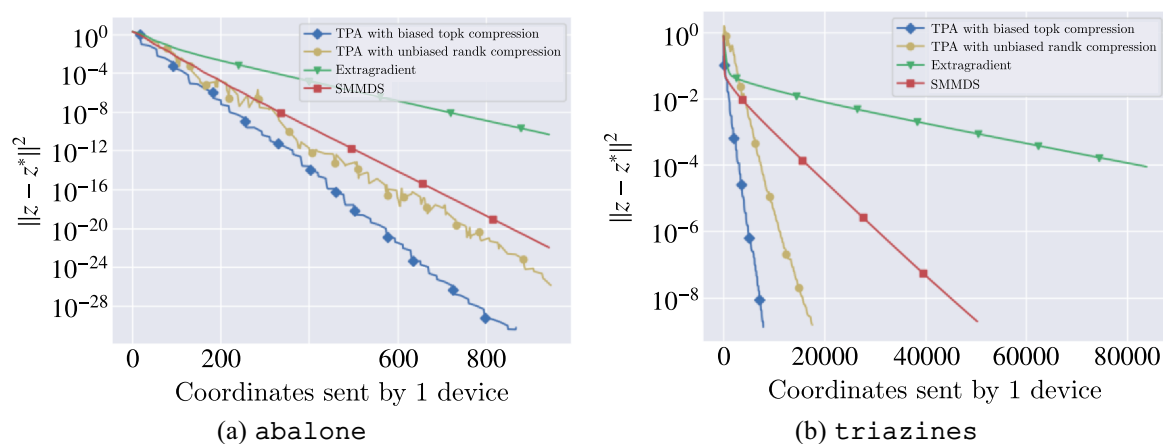 TPA with biased topk compression
TPA with unbiased randk compression
Extragradient
SMMDS
10^0
10^{-4}
10^{-8}
10^{-12}
10^{-16}
10^{-20}
10^{-24}
10^{-28}
||z − z*||^2
0 200 400 600 800
Coordinates sent by 1 device
(a) abalone
TPA with biased topk compression
TPA with unbiased randk compression
Extragradient
SMMDS
10^0
10^{-2}
10^{-4}
10^{-6}
10^{-8}
||z − z*||^2
0 20000 40000 60000 80000
Coordinates sent by 1 device
(b) triazines